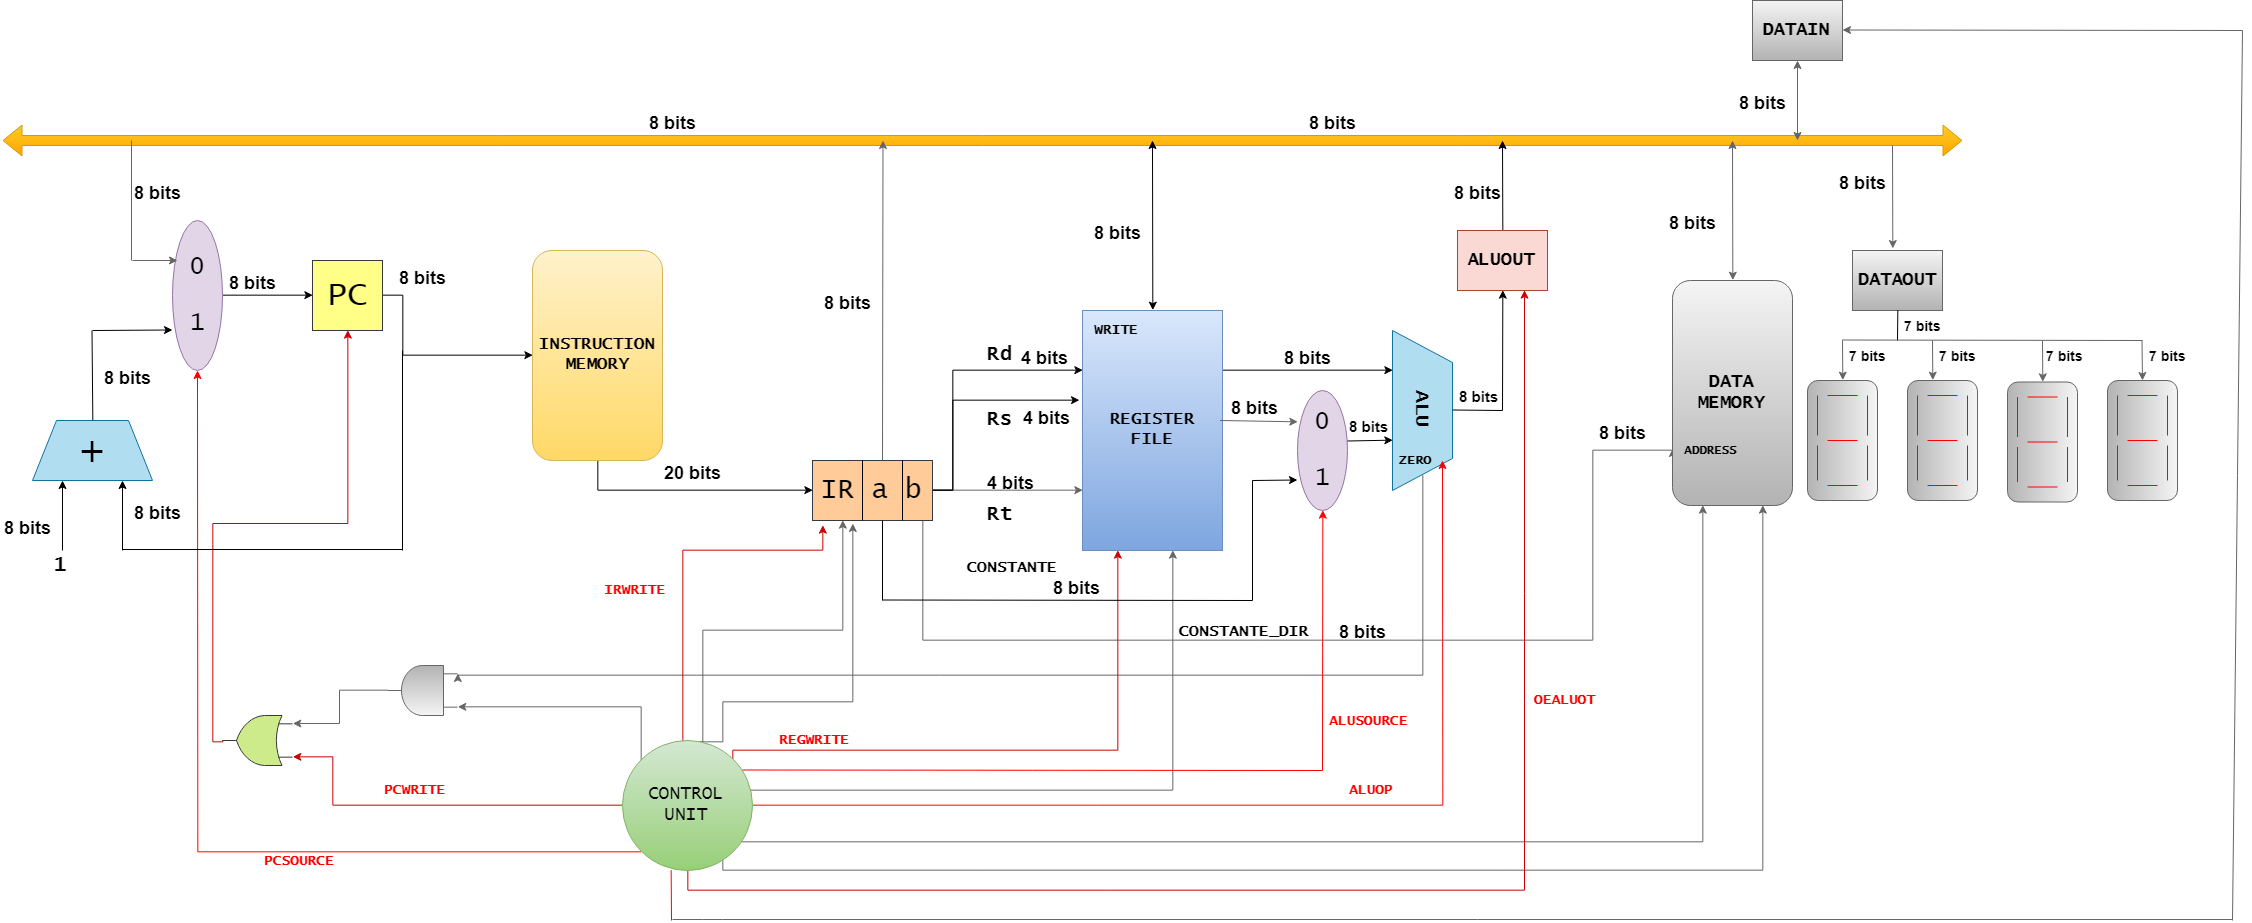 DATAIN
8 bits
8 bits
8 bits
8 bits
8 bits
8 bits
8 bits
8 bits
0
1
8 bits
PC
8 bits
8 bits
+
8 bits
8 bits
1
INSTRUCTION
MEMORY
20 bits
8 bits
IR
a
b
Rd
4 bits
Rs
4 bits
4 bits
Rt
WRITE
REGISTER
FILE
8 bits
8 bits
8 bits
0
1
8 bits
ALU
ZERO
8 bits
ALUOUT
DATA
MEMORY
ADDRESS
8 bits
DATAOUT
7 bits
7 bits
7 bits
7 bits
7 bits
CONSTANTE
8 bits
CONSTANTE_DIR
8 bits
IRWRITE
REGWRITE
ALUSOURCE
OEALUOT
ALUOP
PCWRITE
PCSOURCE
CONTROL
UNIT